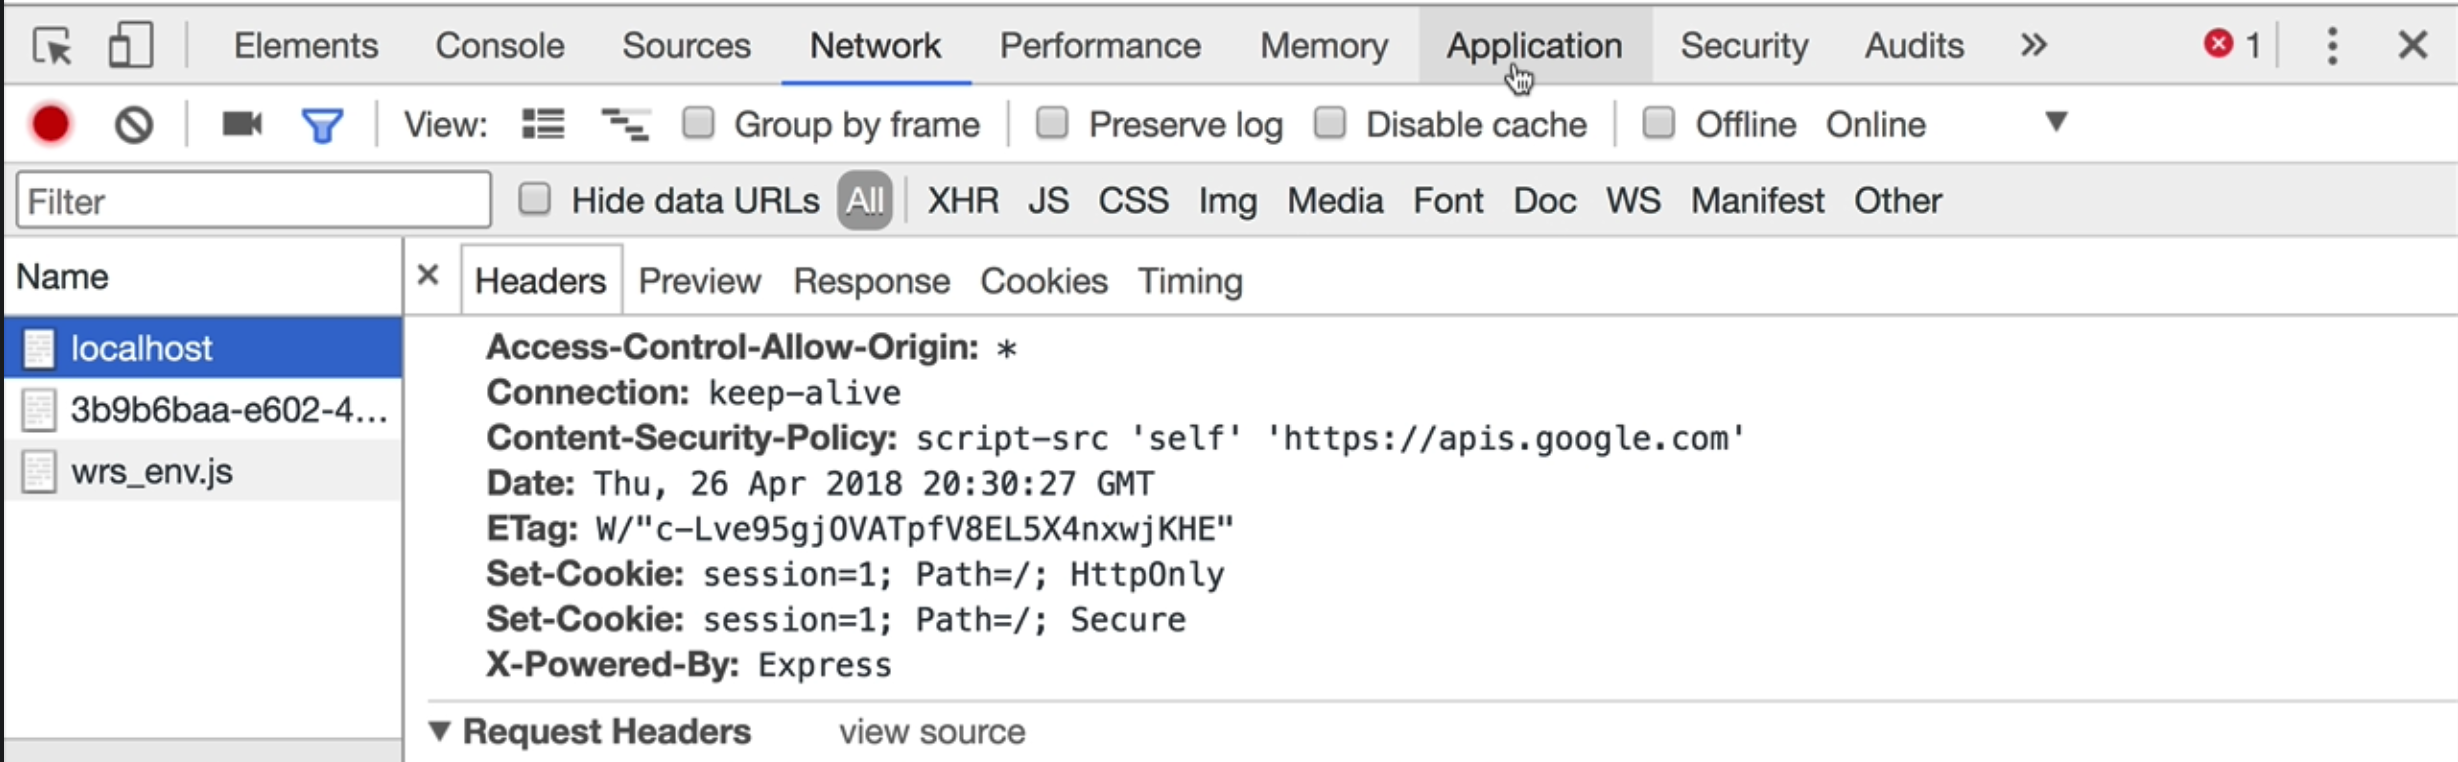 Elements Console Sources Network Performance Memory Application Security Audits » 1
View: Group by frame Preserve log Disable cache Offline Online
Filter Hide data URLs All XHR JS CSS Img Media Font Doc WS Manifest Other
Name
localhost
3b9b6baa-e602-4...
wrs_env.js
Headers Preview Response Cookies Timing
Access-Control-Allow-Origin: *
Connection: keep-alive
Content-Security-Policy: script-src 'self' 'https://apis.google.com'
Date: Thu, 26 Apr 2018 20:30:27 GMT
ETag: W/"c-Lve95gjOVATpfV8EL5X4nxwjKHE"
Set-Cookie: session=1; Path=/; HttpOnly
Set-Cookie: session=1; Path=/; Secure
X-Powered-By: Express
Request Headers view source